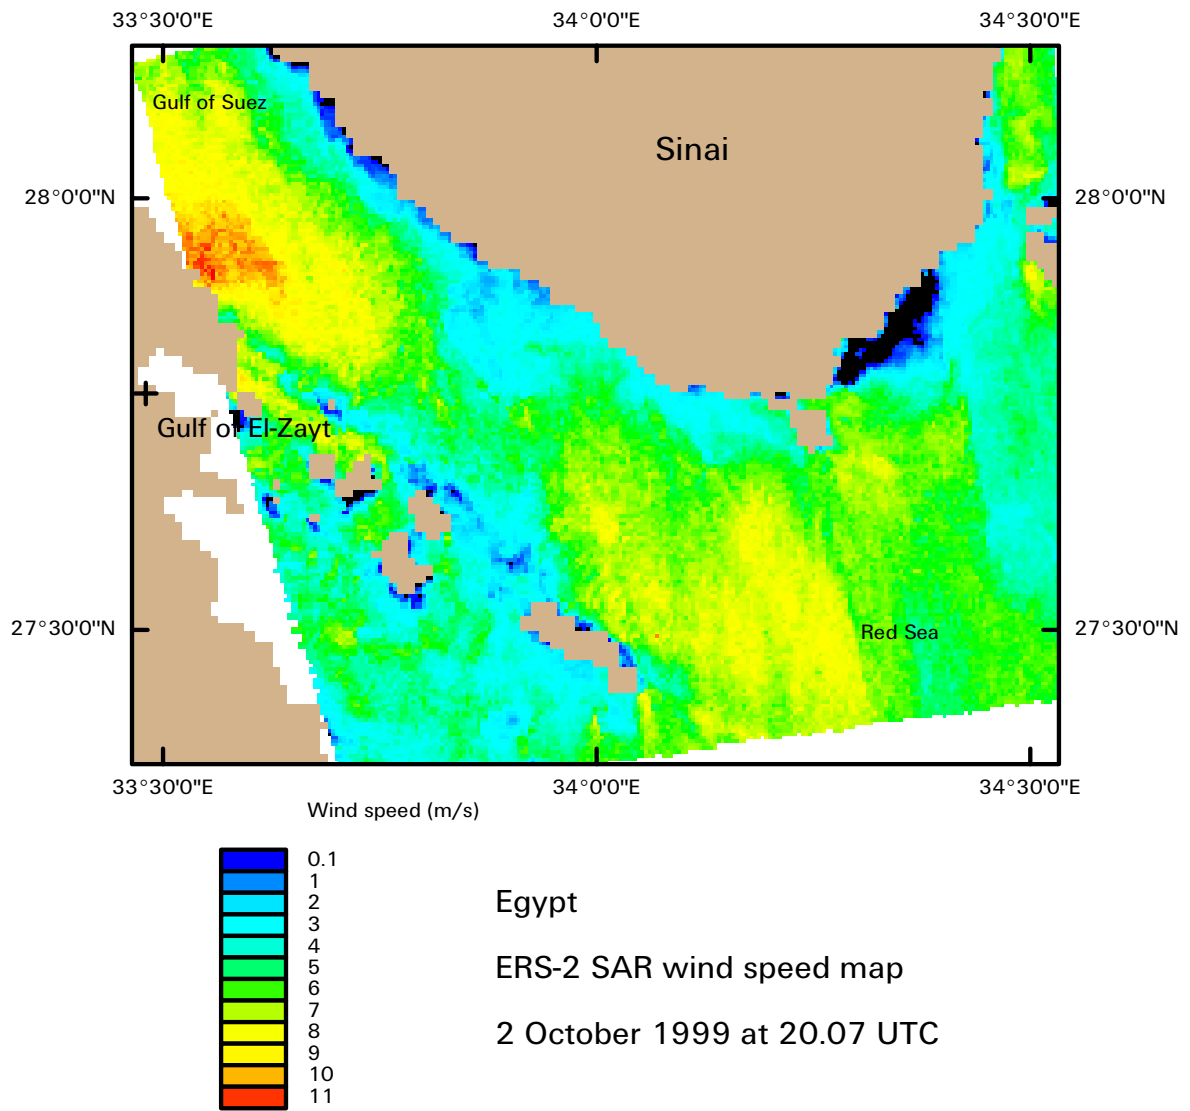 33°30'0"E 34°0'0"E 34°30'0"E
Gulf of Suez
Sinai
28°0'0"N 28°0'0"N
Gulf of El-Zayt
27°30'0"N Red Sea 27°30'0"N
33°30'0"E 34°0'0"E 34°30'0"E
Wind speed (m/s)
0.1
1
2
3
4
5
6
7
8
9
10
11
Egypt
ERS-2 SAR wind speed map
2 October 1999 at 20.07 UTC